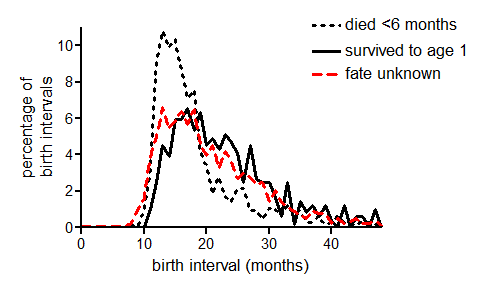 died <6 months
survived to age 1
fate unknown
percentage of
birth intervals
10
8
6
4
2
0
0 10 20 30 40
birth interval (months)